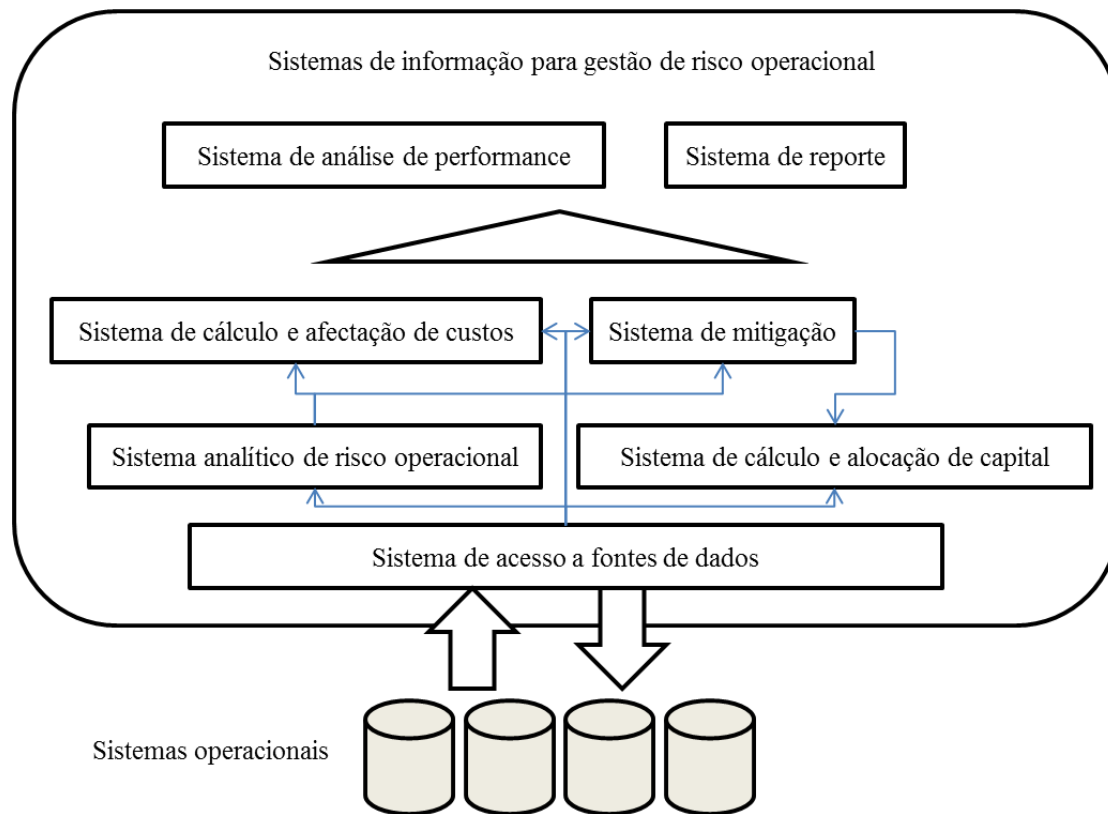 Sistemas de informação para gestão de risco operacional
Sistema de análise de performance
Sistema de reporte
Sistema de cálculo e afectação de custos
Sistema de mitigação
Sistema analítico de risco operacional
Sistema de cálculo e alocação de capital
Sistema de acesso a fontes de dados
Sistemas operacionais